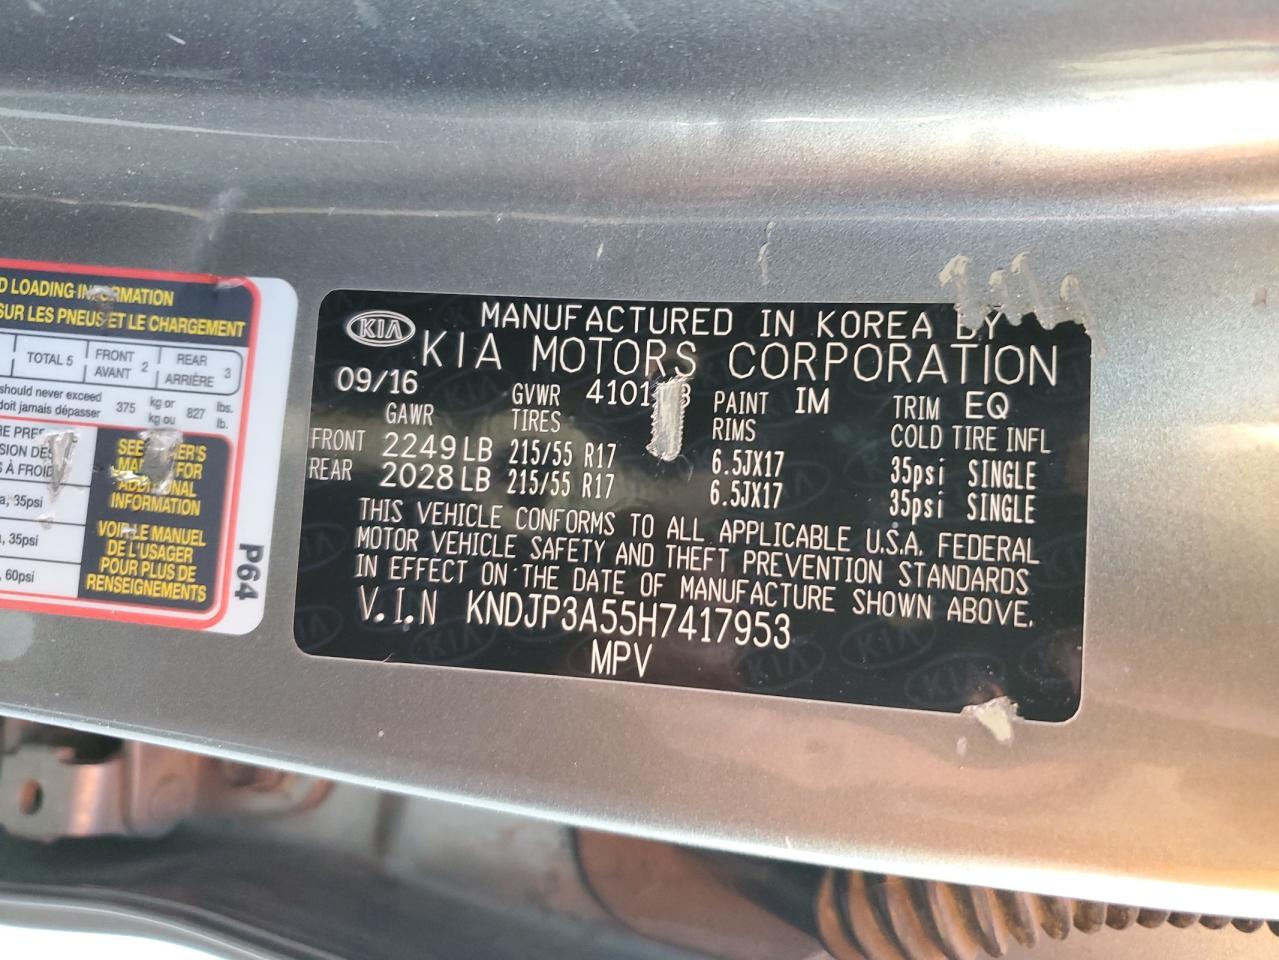 D LOADING INFORMATION
SUR LES PNEUS ET LE CHARGEMENT
TOTAL 5
FRONT
AVANT 2
REAR
ARRIÈRE 3
should never exceed
doit jamais dépasser
375
kg or
kg ou
827
lbs.
lb.
RE PRES
SION DES
À FROID
a, 35psi
, 35psi
, 60psi
SEE OWNER'S
MANUAL FOR
ADDITIONAL
INFORMATION
VOIR LE MANUEL
DE L'USAGER
POUR PLUS DE
RENSEIGNEMENTS
P64
KIA
MANUFACTURED IN KOREA BY
KIA MOTORS CORPORATION
09/16 GVWR PAINT IM TRIM EQ
GAWR TIRES RIMS COLD TIRE INFL
FRONT 2249 LB 215/55 R17 6.5JX17 35psi SINGLE
REAR 2028 LB 215/55 R17 6.5JX17 35psi SINGLE
THIS VEHICLE CONFORMS TO ALL APPLICABLE U.S.A. FEDERAL
MOTOR VEHICLE SAFETY AND THEFT PREVENTION STANDARDS
IN EFFECT ON THE DATE OF MANUFACTURE SHOWN ABOVE.
V.I.N KNDJP3A55H7417953
MPV